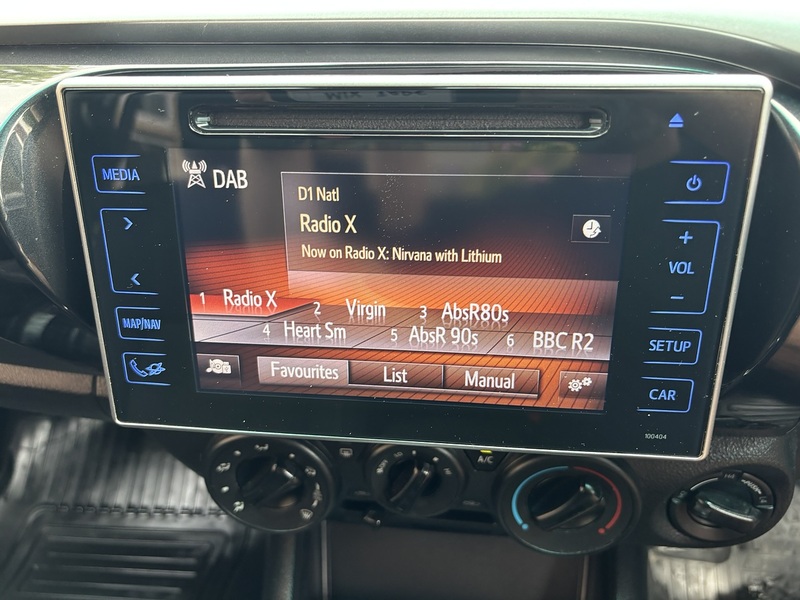 MEDIA
DAB
D1 Natl
Radio X
Now on Radio X: Nirvana with Lithium
1 Radio X
2 Virgin
3 AbsR80s
4 Heart Sm
5 AbsR 90s
6 BBC R2
Favourites
List
Manual
MAP/NAV
+
VOL
−
SETUP
CAR
100404
A/C